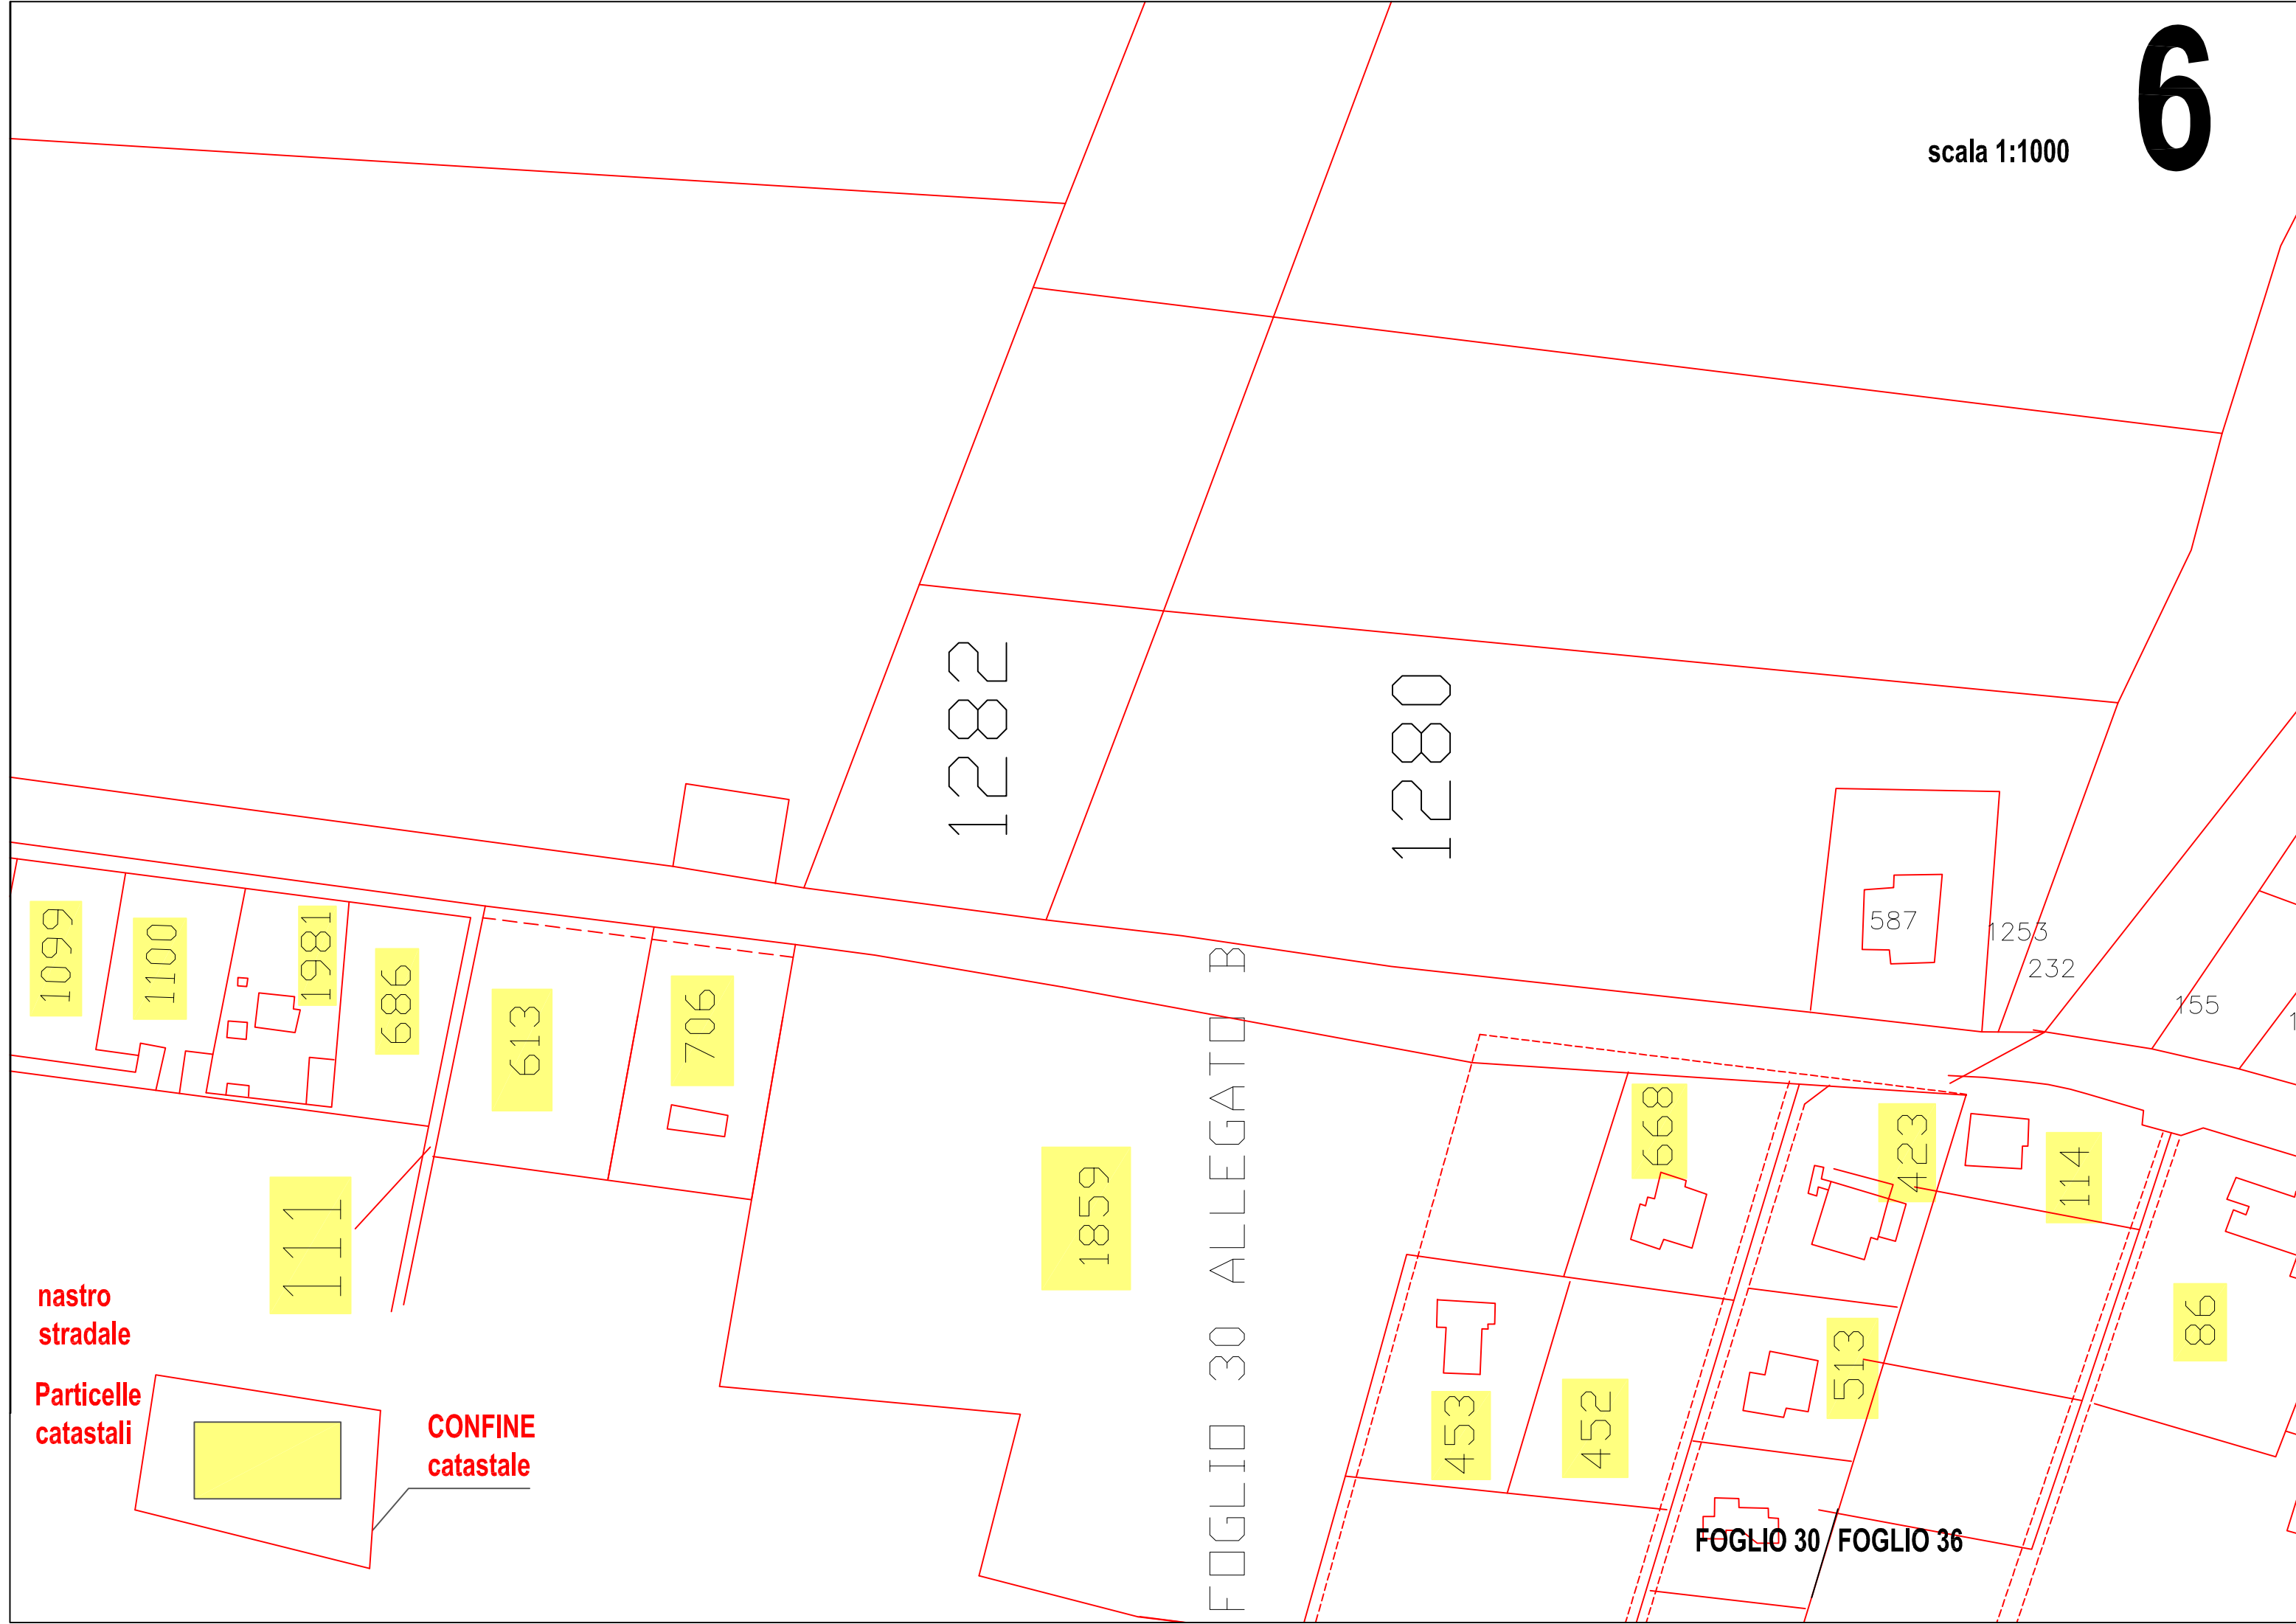 6
scala 1:1000
1282
1280
587
1253
232
155
1099
1100
1981
686
613
706
1859
668
423
114
111
86
513
453
452
FOGLIO 30 ALLEGATO B
nastro
stradale
Particelle
catastali
CONFINE
catastale
FOGLIO 30
FOGLIO 36